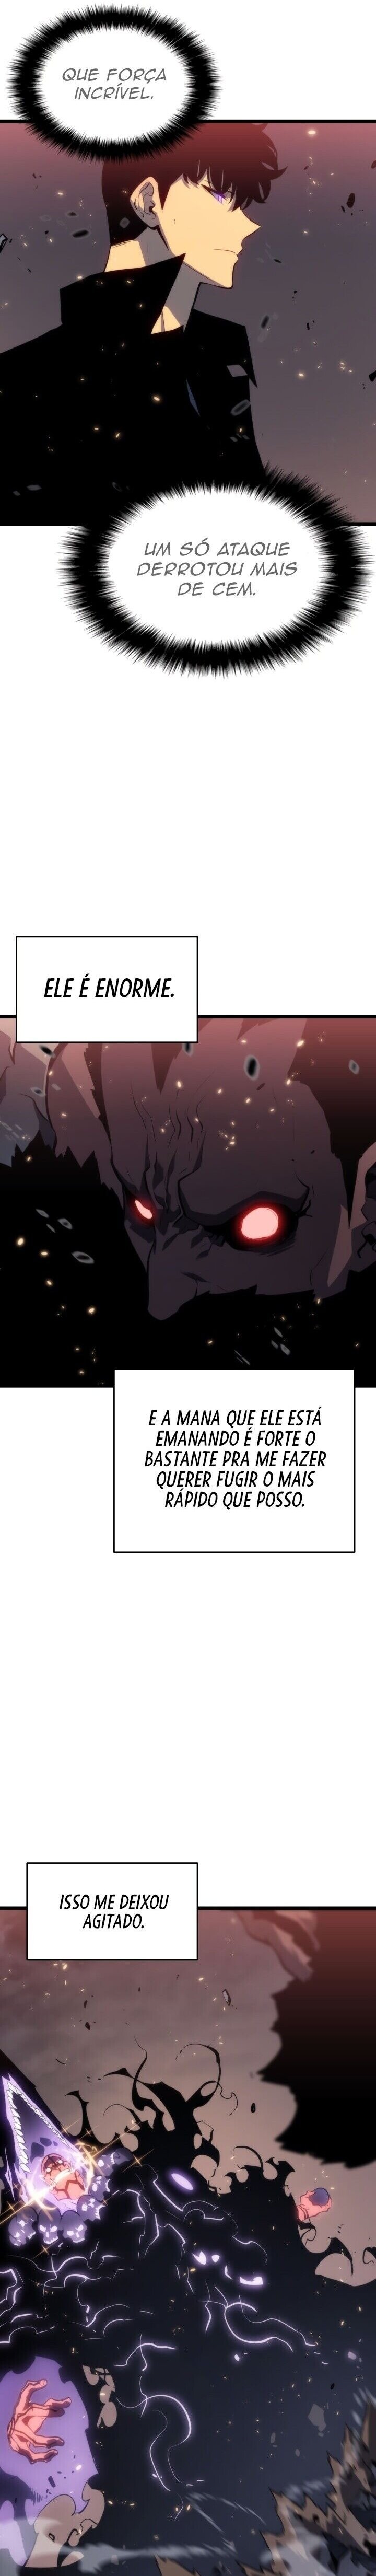 QUE FORÇA
INCRÍVEL.
UM SÓ ATAQUE
DERROTOU MAIS
DE CEM.
ELE É ENORME.
E A MANA QUE ELE ESTÁ
EMANANDO É FORTE O
BASTANTE PRA ME FAZER
QUERER FUGIR O MAIS
RÁPIDO QUE POSSO.
ISSO ME DEIXOU
AGITADO.